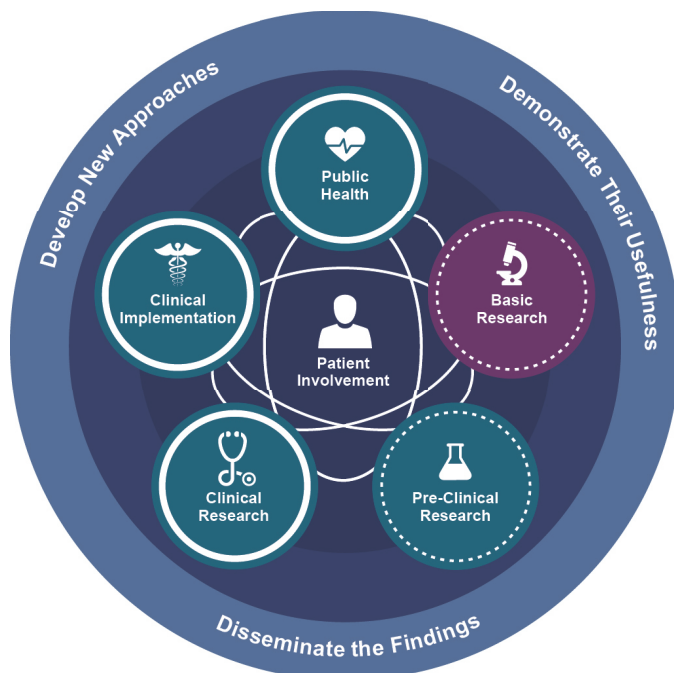 Develop New Approaches
Demonstrate Their Usefulness
Public
Health
Clinical
Implementation
Basic
Research
Patient
Involvement
Clinical
Research
Pre-Clinical
Research
Disseminate the Findings